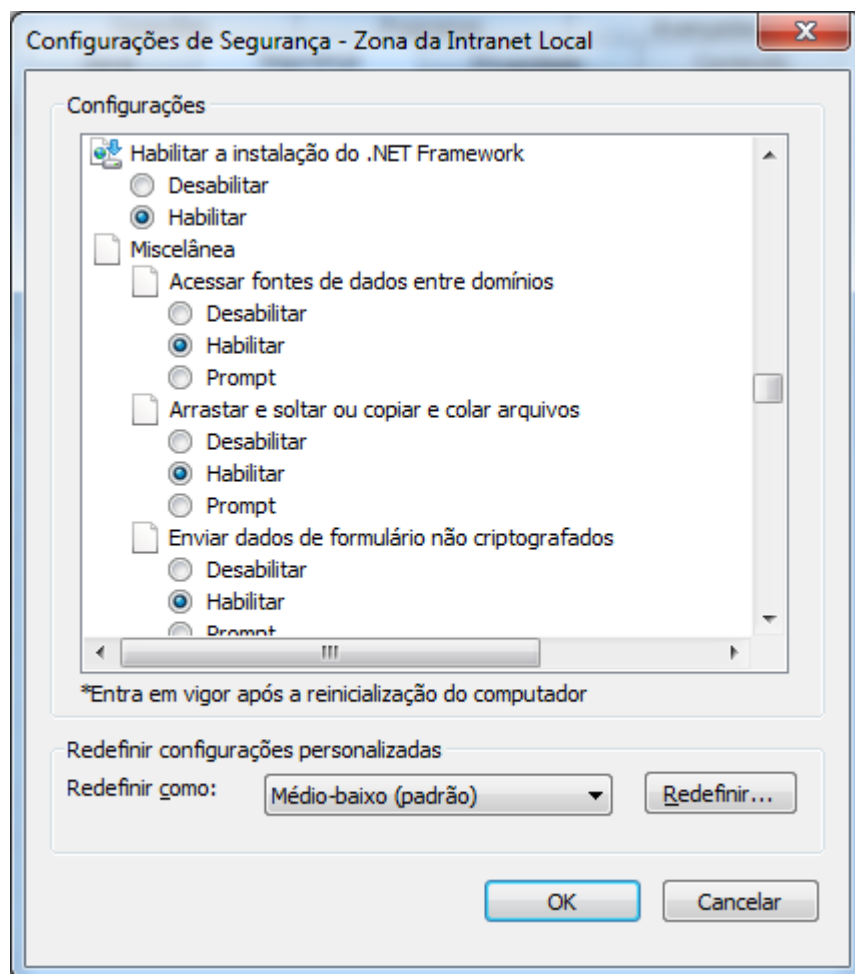 Configurações de Segurança - Zona da Intranet Local
Configurações
Habilitar a instalação do .NET Framework
Desabilitar
Habilitar
Miscelânea
Acessar fontes de dados entre domínios
Desabilitar
Habilitar
Prompt
Arrastar e soltar ou copiar e colar arquivos
Desabilitar
Habilitar
Prompt
Enviar dados de formulário não criptografados
Desabilitar
Habilitar
Prompt
*Entra em vigor após a reinicialização do computador
Redefinir configurações personalizadas
Redefinir como: Médio-baixo (padrão) Redefinir...
OK Cancelar